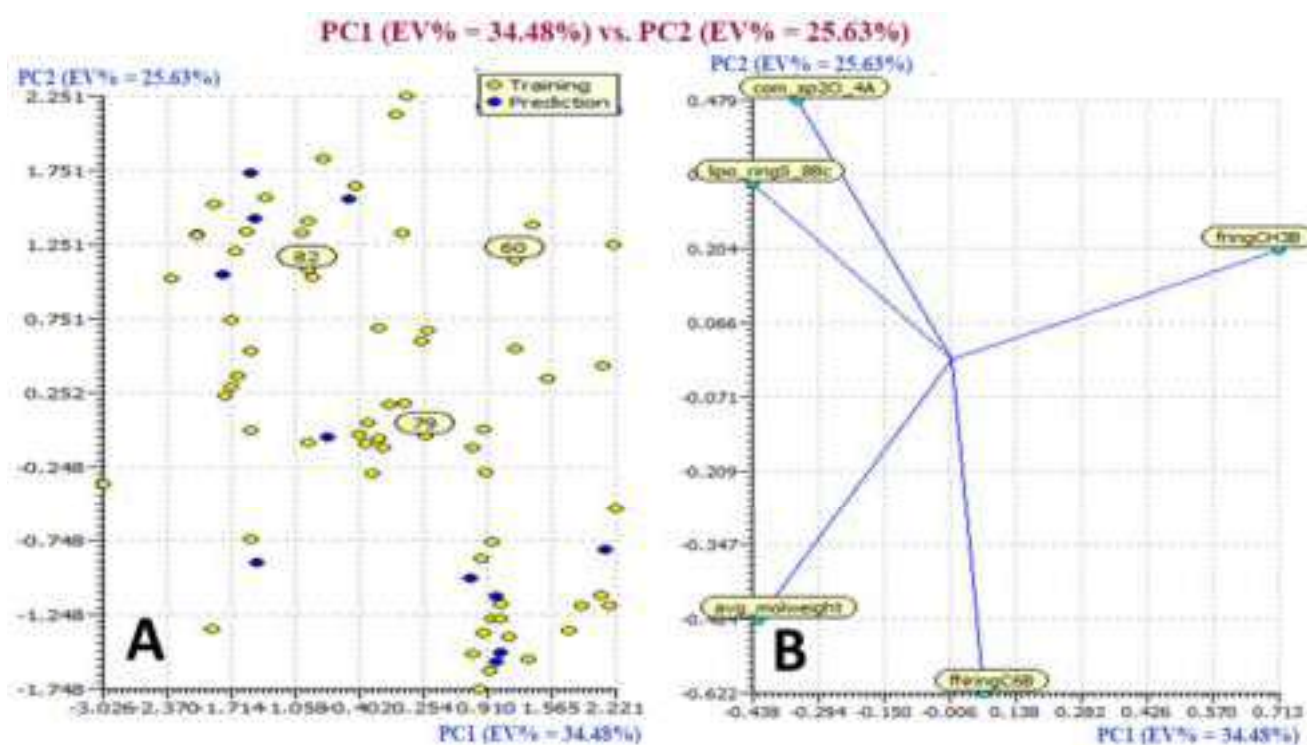 PC1 (EV% = 34.48%) vs. PC2 (EV% = 25.63%)
PC2 (EV% = 25.63%)
Training
Prediction
2.251
1.751
1.251
0.751
0.252
-0.248
-0.748
-1.248
-1.748
82
60
79
A
-3.026
-2.370
-1.714
-1.058
-0.402
0.254
0.910
1.565
2.221
PC1 (EV% = 34.48%)
PC2 (EV% = 25.63%)
com_sp2O_4A
0.479
lipo_ringS_8Bc
fringCH3B
0.204
0.066
-0.071
-0.209
-0.347
avg_molweight
B
-0.622
-0.438
-0.294
-0.150
-0.006
0.138
0.282
0.426
0.570
0.713
PC1 (EV% = 34.48%)